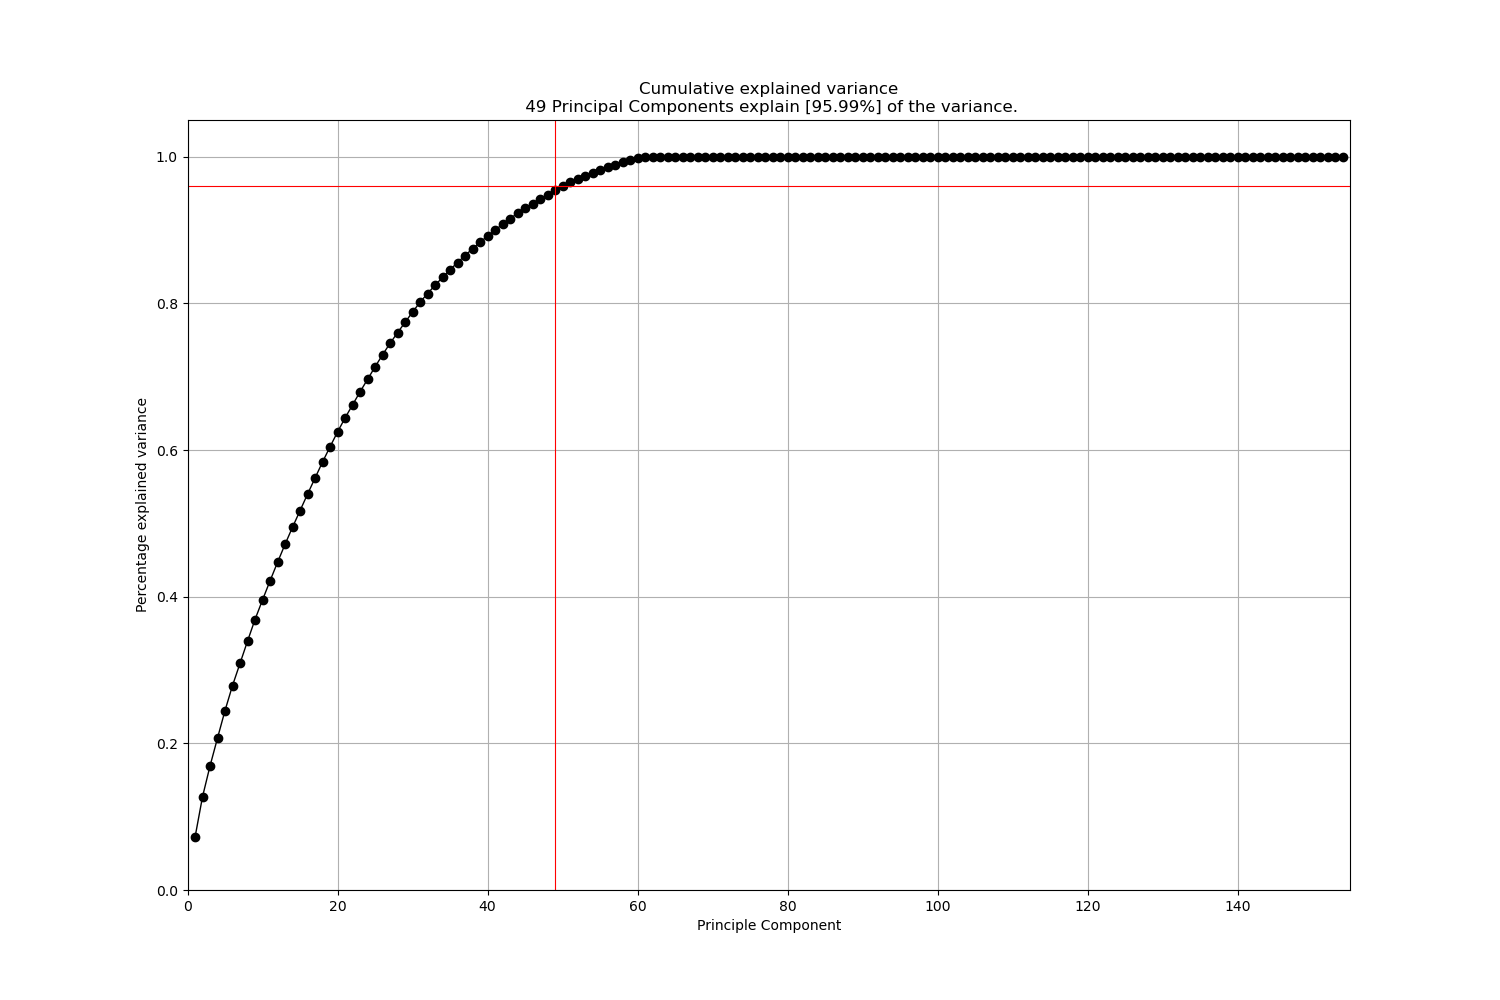 Cumulative explained variance
49 Principal Components explain [95.99%] of the variance.
Percentage explained variance
1.0
0.8
0.6
0.4
0.2
0.0
0 20 40 60 80 100 120 140
Principle Component